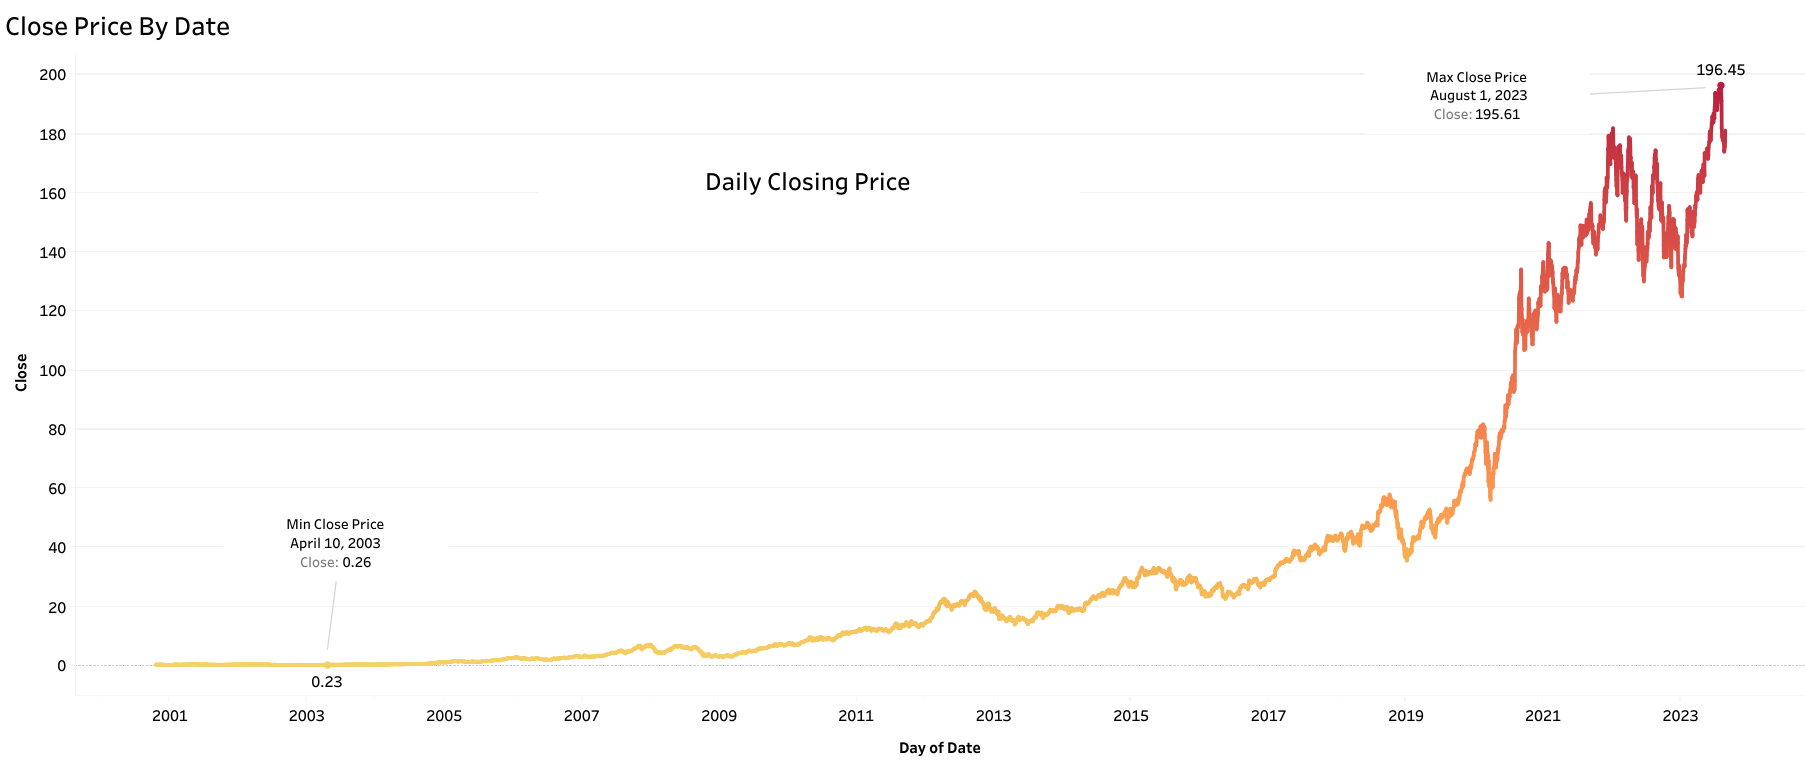 Close Price By Date
200
180
160
140
120
100
80
60
40
20
0
Close
Daily Closing Price
Max Close Price
August 1, 2023
Close: 195.61
196.45
Min Close Price
April 10, 2003
Close: 0.26
0.23
2001 2003 2005 2007 2009 2011 2013 2015 2017 2019 2021 2023
Day of Date